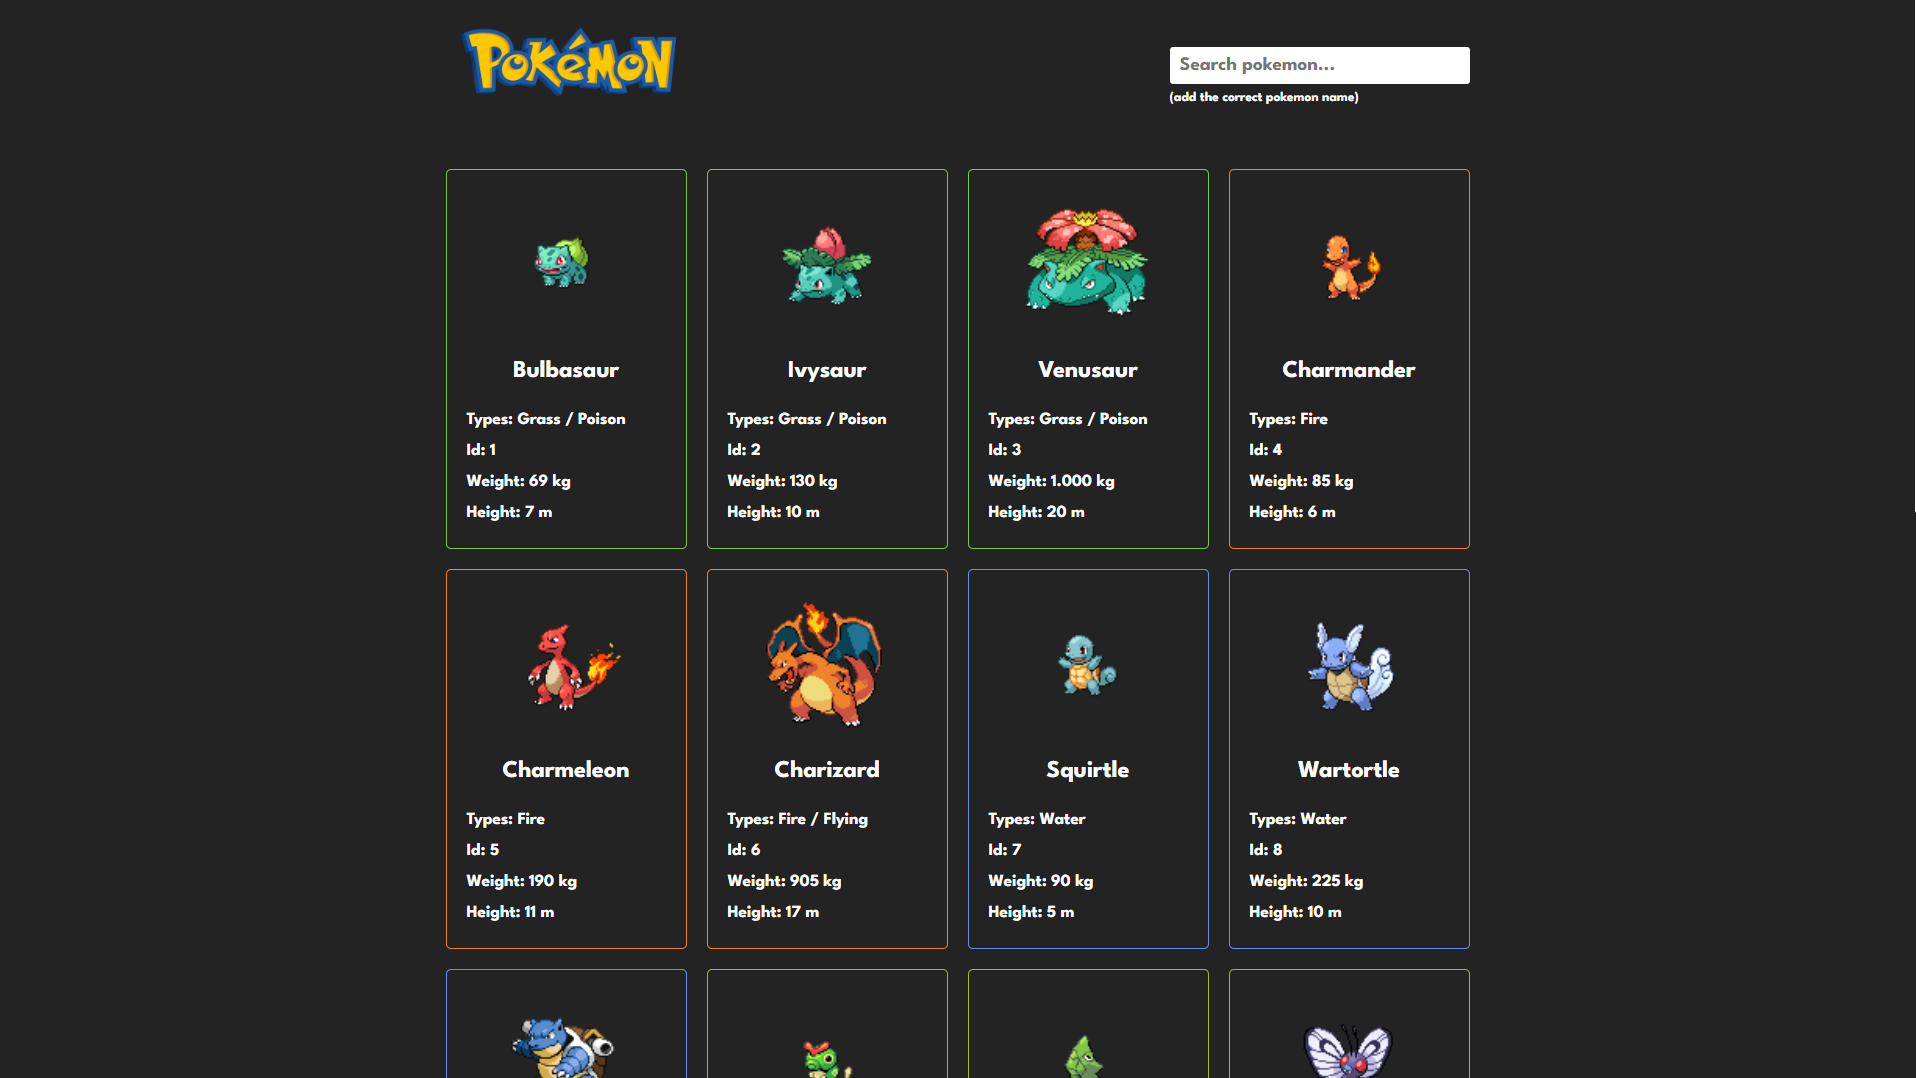 POKéMON
Search pokemon...
(add the correct pokemon name)
Bulbasaur
Types: Grass / Poison
Id: 1
Weight: 69 kg
Height: 7 m
Ivysaur
Types: Grass / Poison
Id: 2
Weight: 130 kg
Height: 10 m
Venusaur
Types: Grass / Poison
Id: 3
Weight: 1.000 kg
Height: 20 m
Charmander
Types: Fire
Id: 4
Weight: 85 kg
Height: 6 m
Charmeleon
Types: Fire
Id: 5
Weight: 190 kg
Height: 11 m
Charizard
Types: Fire / Flying
Id: 6
Weight: 905 kg
Height: 17 m
Squirtle
Types: Water
Id: 7
Weight: 90 kg
Height: 5 m
Wartortle
Types: Water
Id: 8
Weight: 225 kg
Height: 10 m